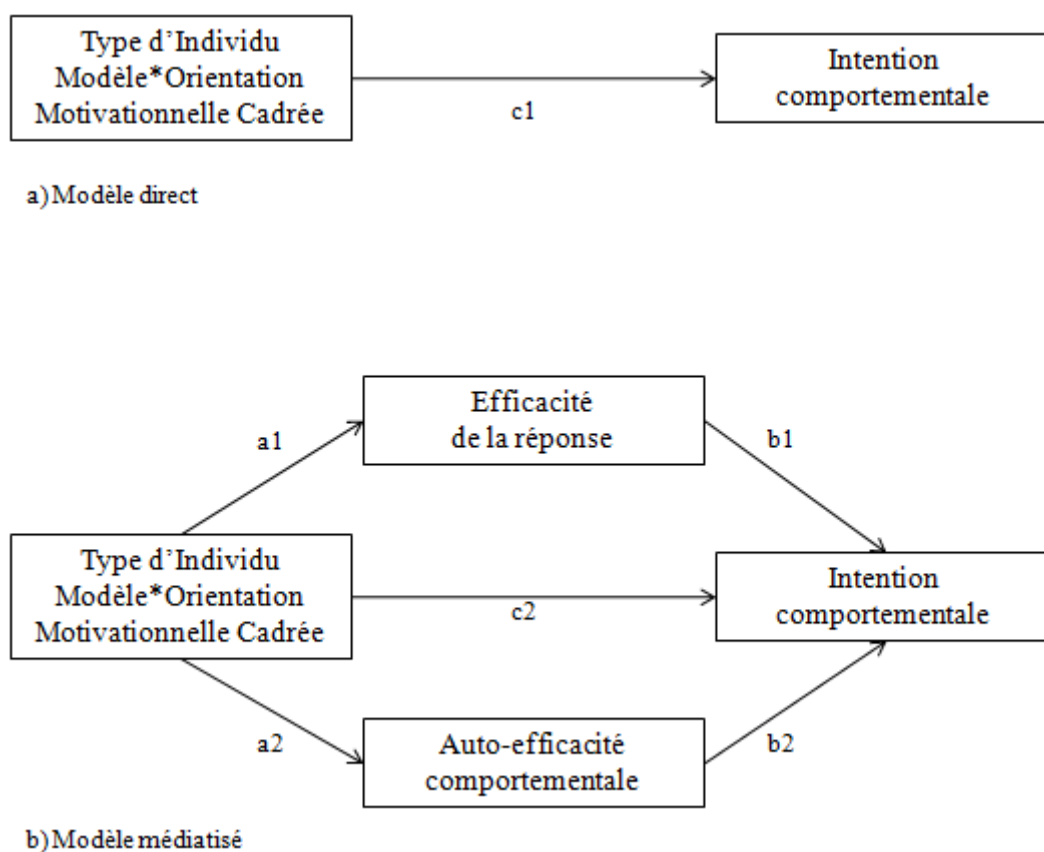 Type d'Individu
Modèle*Orientation
Motivationnelle Cadrée
c1
Intention
comportementale
a) Modèle direct
Efficacité
de la réponse
a1
b1
Type d'Individu
Modèle*Orientation
Motivationnelle Cadrée
c2
Intention
comportementale
a2
b2
Auto-efficacité
comportementale
b) Modèle médiatisé